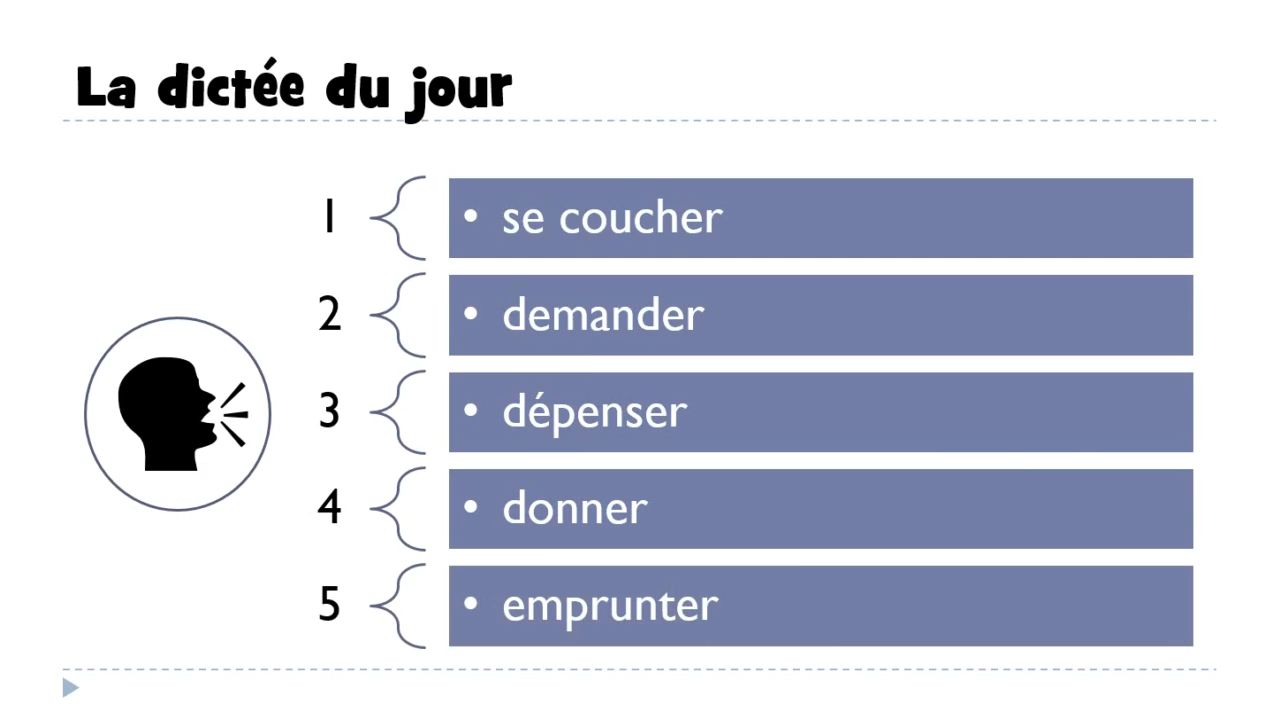 La dictée du jour
1 • se coucher
2 • demander
3 • dépenser
4 • donner
5 • emprunter